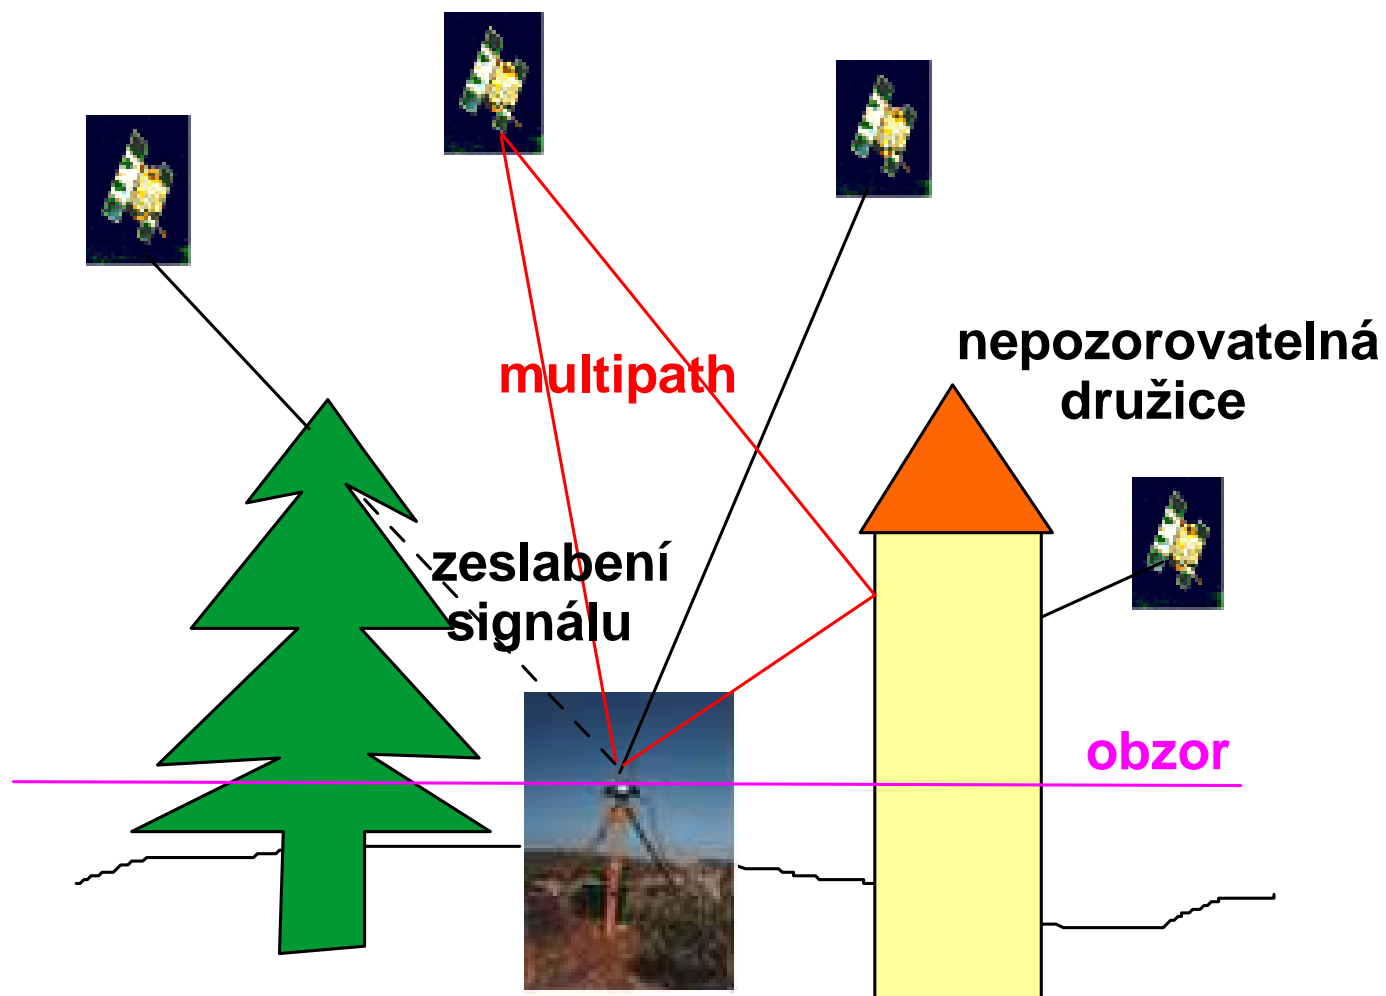 nepozorovatelná
družice
multipath
zeslabení
signálu
obzor